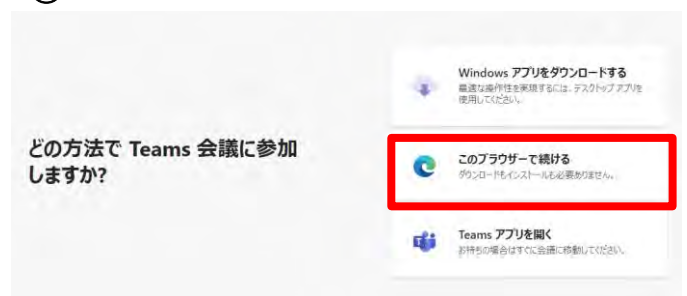 どの方法で Teams 会議に参加
しますか?
Windows アプリをダウンロードする
最適な操作性を実現するには、デスクトップ アプリを
使用してください。
このブラウザーで続ける
ダウンロードもインストールも必要ありません。
Teams アプリを開く
お持ちの場合はすぐに会議に移動してください。